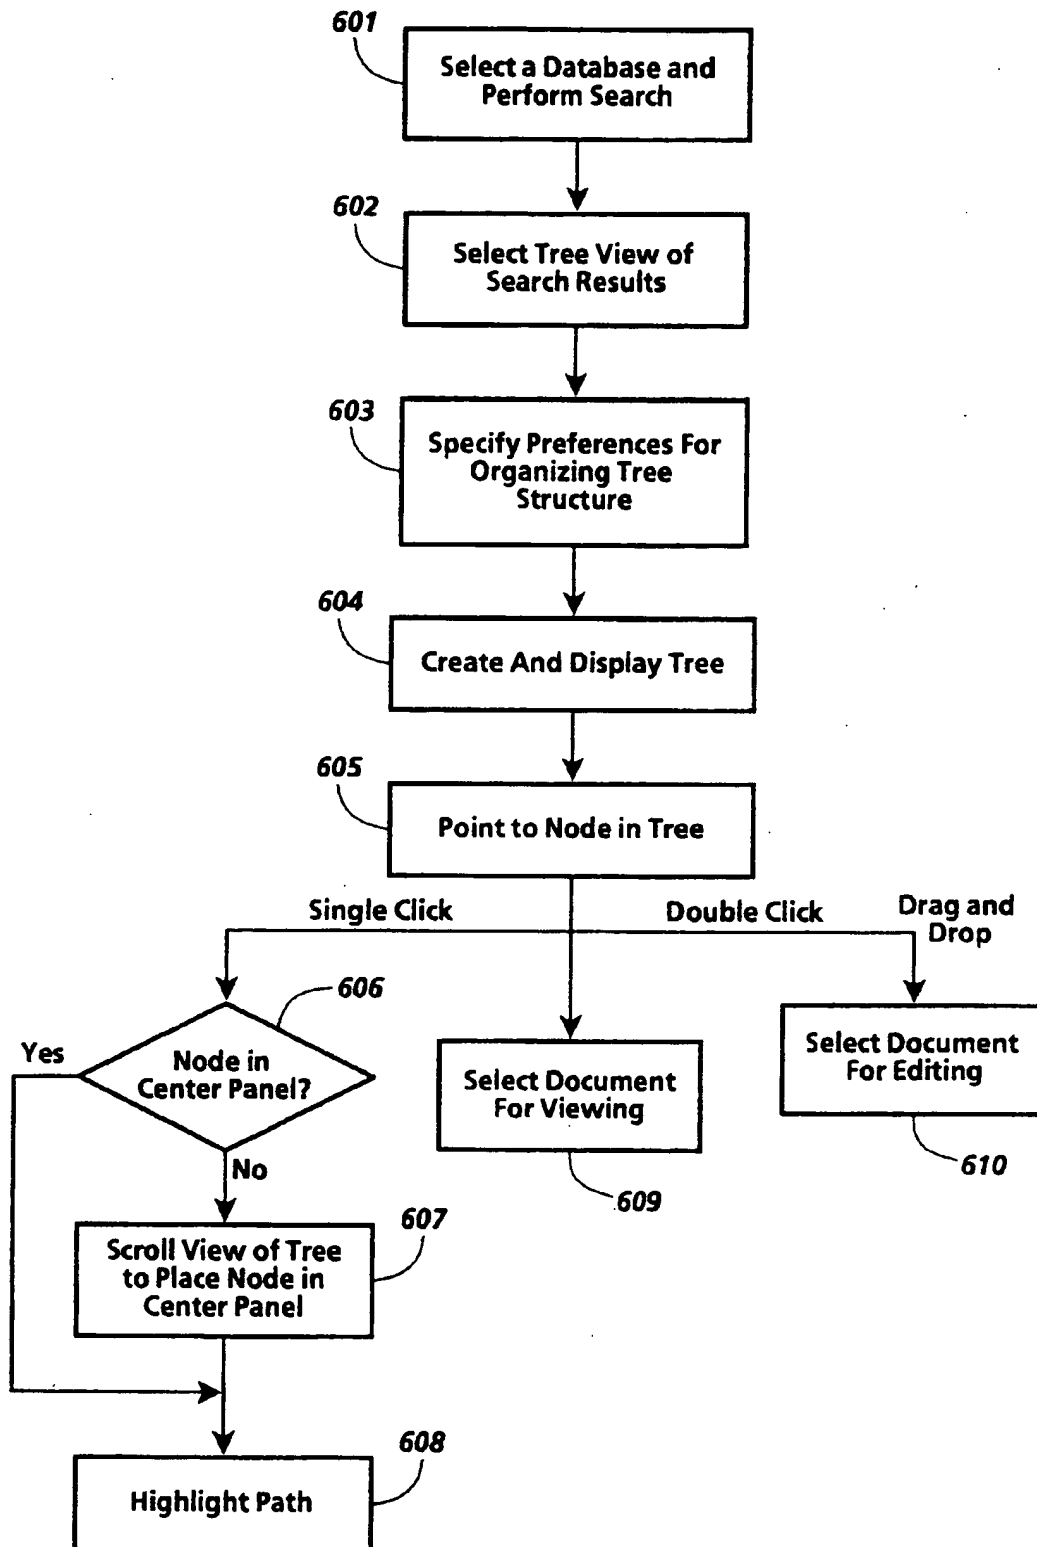 601
Select a Database and
Perform Search
602
Select Tree View of
Search Results
603
Specify Preferences For
Organizing Tree
Structure
604
Create And Display Tree
605
Point to Node in Tree
Single Click
Double Click
Drag and
Drop
606
Yes
Node in
Center Panel?
Select Document
For Viewing
Select Document
For Editing
No
609
610
607
Scroll View of Tree
to Place Node in
Center Panel
608
Highlight Path